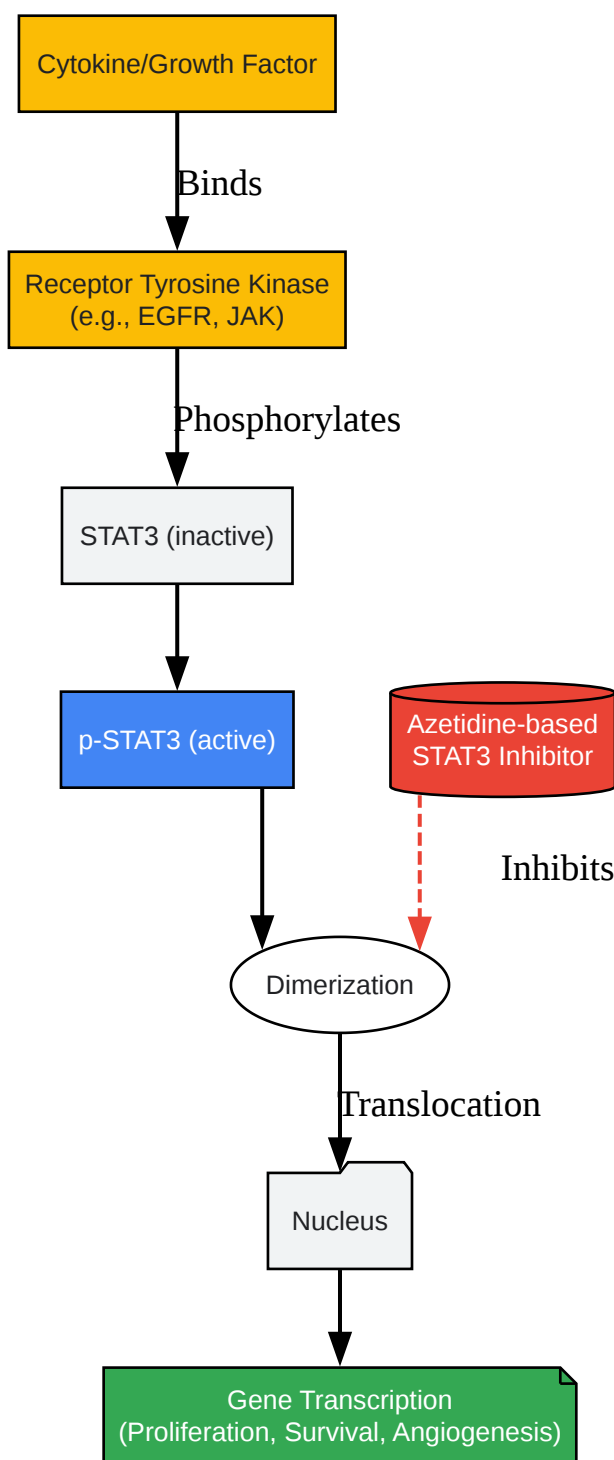 Cytokine/Growth Factor
Binds
Receptor Tyrosine Kinase
(e.g., EGFR, JAK)
Phosphorylates
STAT3 (inactive)
p-STAT3 (active)
Azetidine-based
STAT3 Inhibitor
Inhibits
Dimerization
Translocation
Nucleus
Gene Transcription
(Proliferation, Survival, Angiogenesis)